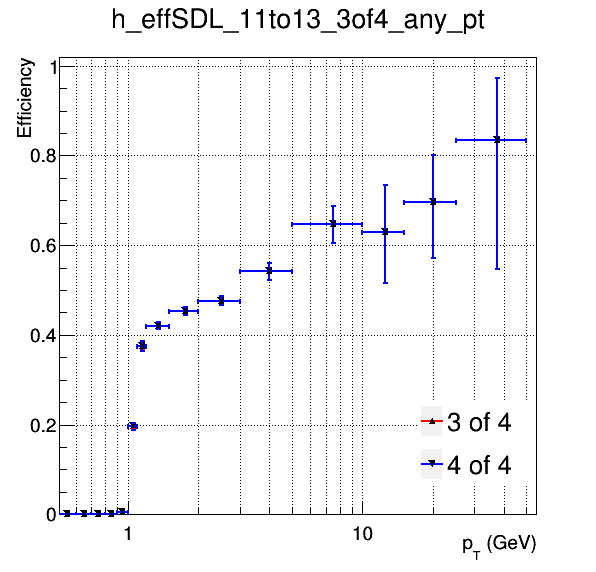 h_effSDL_11to13_3of4_any_pt
Efficiency
1
0.8
0.6
0.4
0.2
0
3 of 4
4 of 4
1
10
p_T (GeV)